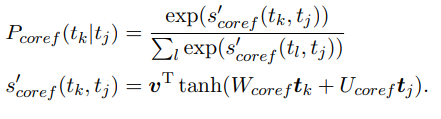 P_{coref}(t_k|t_j) = \frac{\exp(s'_{coref}(t_k, t_j))}{\sum_l \exp(s'_{coref}(t_l, t_j))}
s'_{coref}(t_k, t_j) = \boldsymbol{v}^{\mathrm{T}} \tanh(W_{coref}\boldsymbol{t}_k + U_{coref}\boldsymbol{t}_j).